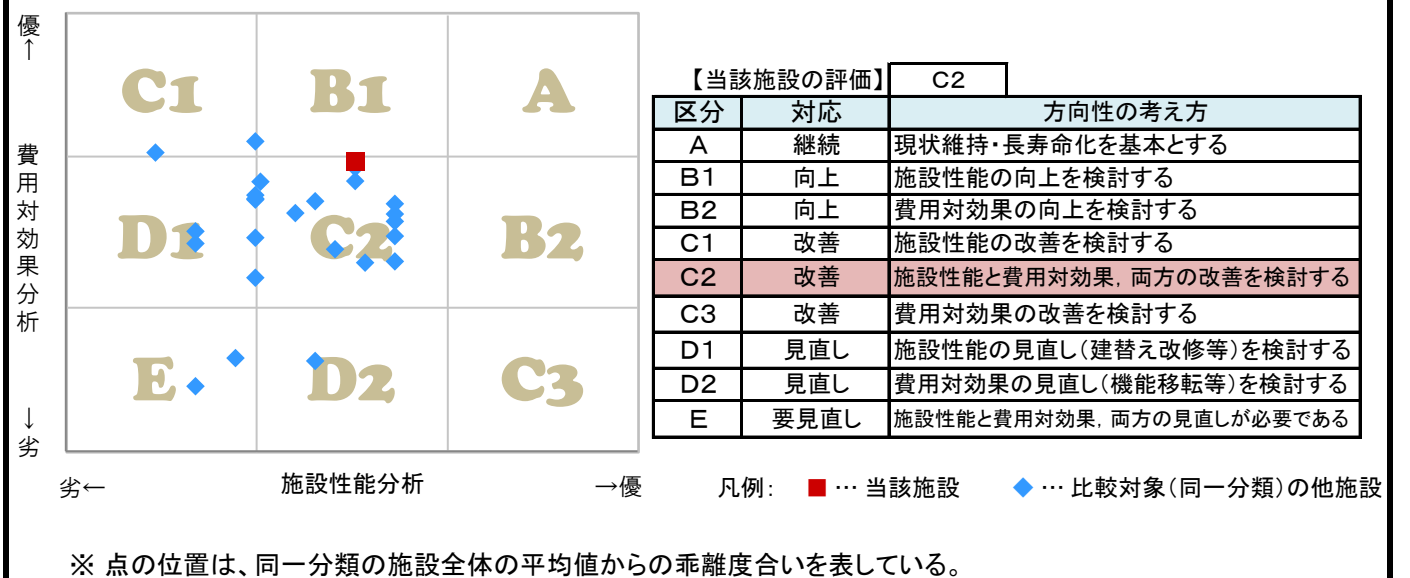 優
↑
費用対効果分析
↓
劣
C1 B1 A
D1 C2 B2
E D2 C3
劣← 施設性能分析 →優
【当該施設の評価】 C2
区分 対応 方向性の考え方
A 継続 現状維持・長寿命化を基本とする
B1 向上 施設性能の向上を検討する
B2 向上 費用対効果の向上を検討する
C1 改善 施設性能の改善を検討する
C2 改善 施設性能と費用対効果, 両方の改善を検討する
C3 改善 費用対効果の改善を検討する
D1 見直し 施設性能の見直し(建替え改修等)を検討する
D2 見直し 費用対効果の見直し(機能移転等)を検討する
E 要見直し 施設性能と費用対効果, 両方の見直しが必要である
凡例: ■ … 当該施設 ◆ … 比較対象(同一分類)の他施設
※ 点の位置は、同一分類の施設全体の平均値からの乖離度合いを表している。